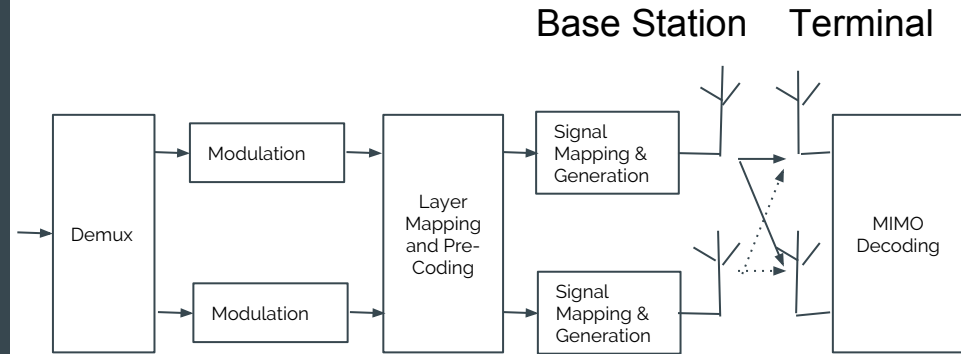 Base Station Terminal
Demux
Modulation
Modulation
Layer
Mapping
and Pre-
Coding
Signal
Mapping &
Generation
Signal
Mapping &
Generation
MIMO
Decoding